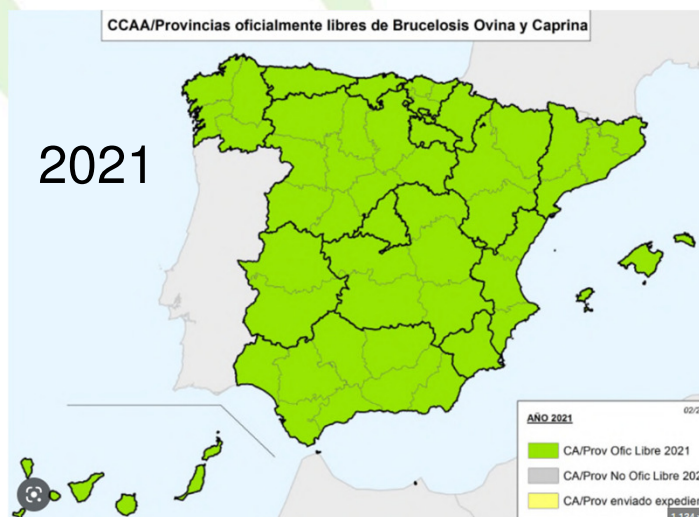 CCAA/Provincias oficialmente libres de Brucelosis Ovina y Caprina
2021
AÑO 2021
CA/Prov Ofic Libre 2021
CA/Prov No Ofic Libre
CA/Prov enviado